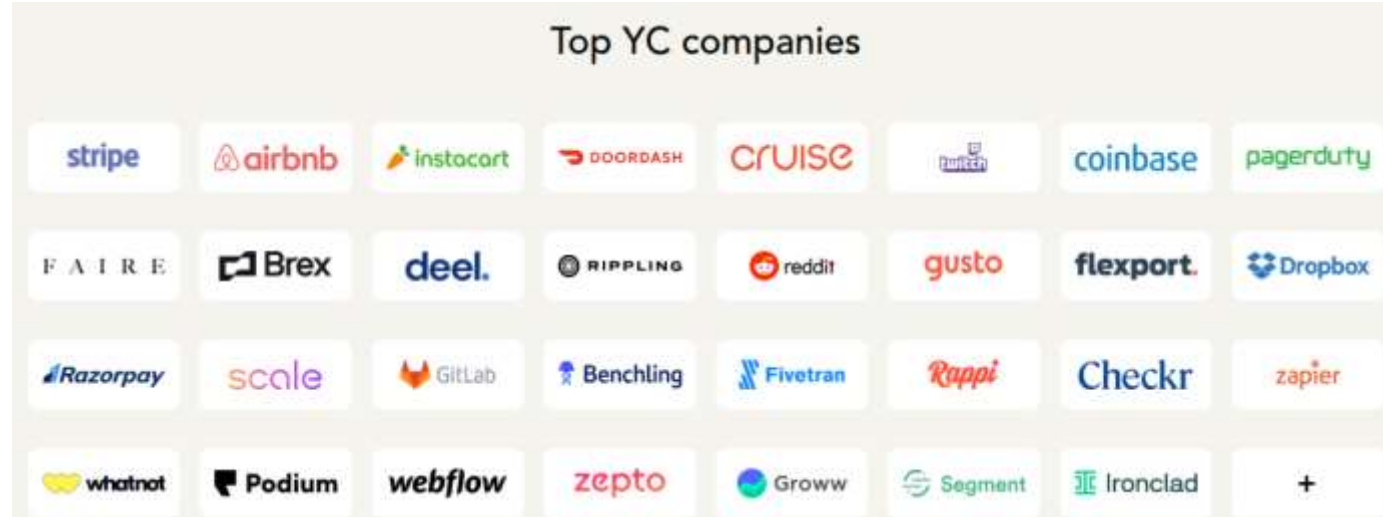 Top YC companies
stripe airbnb instacart DOORDASH cruise twitch coinbase pagerduty
FAIRE Brex deel. RIPPLING reddit gusto flexport. Dropbox
Razorpay scale GitLab Benchling Fivetran Rappi Checkr zapier
whatnot Podium webflow zepto Groww Segment Ironclad +